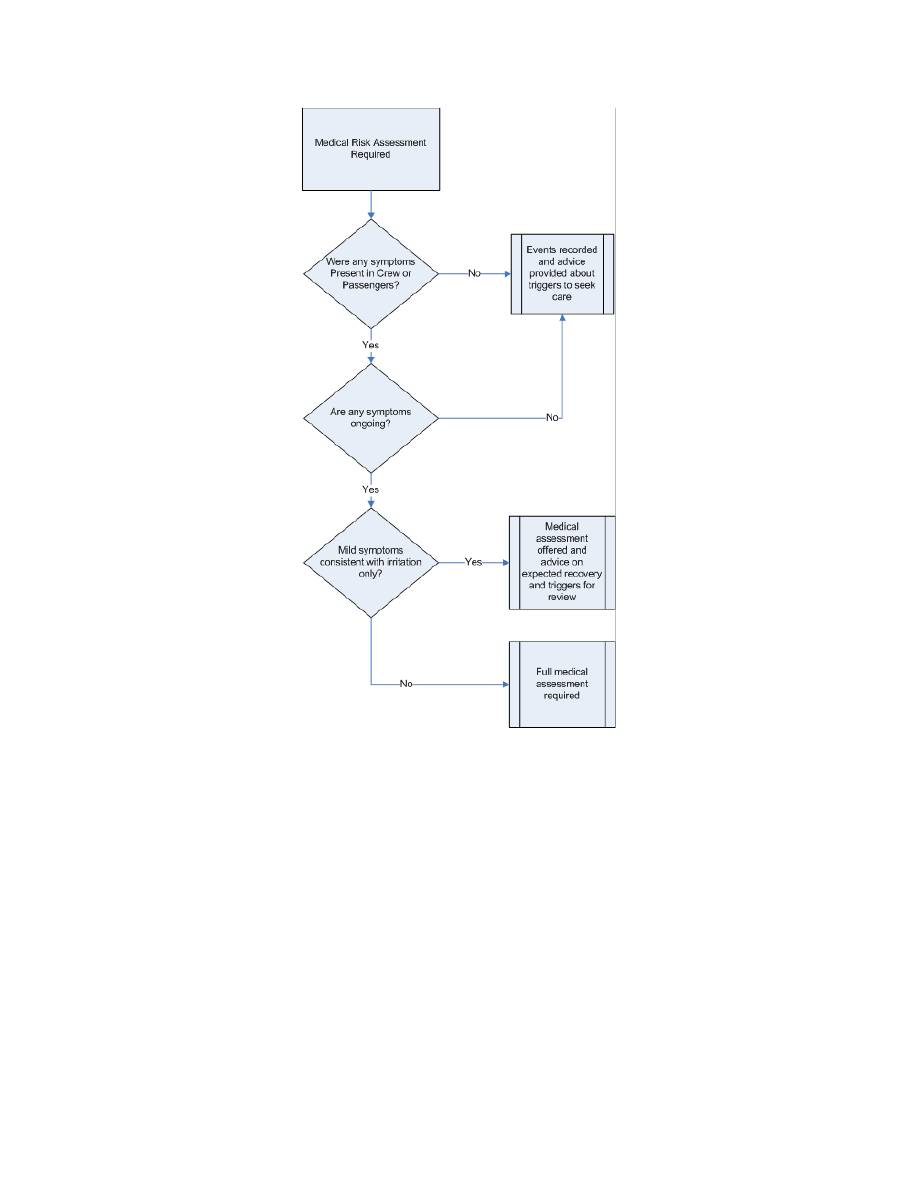 Medical Risk Assessment
Required
Were any symptoms
Present in Crew or
Passengers?
No
Events recorded
and advice
provided about
triggers to seek
care
Yes
Are any symptoms
ongoing?
No
Yes
Mild symptoms
consistent with irritation
only?
Yes
Medical
assessment
offered and
advice on
expected recovery
and triggers for
review
No
Full medical
assessment
required